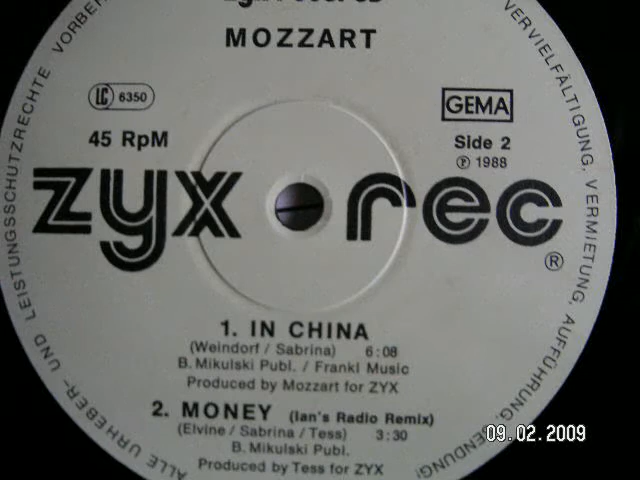 MOZZART
LC 6350
GEMA
45 RpM
Side 2
℗ 1988
zyx rec
®
1. IN CHINA
(Weindorf / Sabrina) 6:08
B. Mikulski Publ. / Frankl Music
Produced by Mozzart for ZYX
2. MONEY (Ian's Radio Remix)
(Elvine / Sabrina / Tess) 3:30
B. Mikulski Publ.
Produced by Tess for ZYX
ALLE URHEBER- UND LEISTUNGSSCHUTZRECHTE
VERVIELFÄLTIGUNG, VERMIETUNG, AUFFÜHRUNG,
09.02.2009